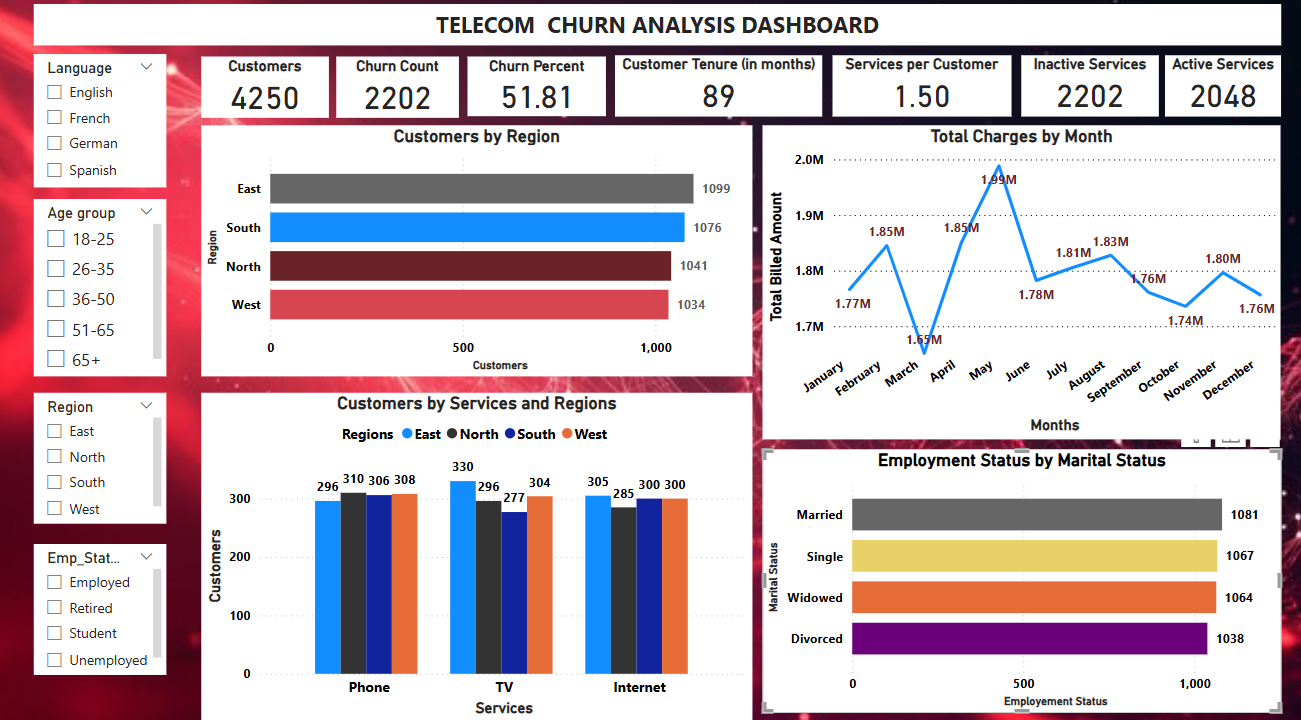 TELECOM  CHURN ANALYSIS DASHBOARD
Language
English
French
German
Spanish
Age group
18-25
26-35
36-50
51-65
65+
Region
East
North
South
West
Emp_Stat...
Employed
Retired
Student
Unemployed
Customers
4250
Churn Count
2202
Churn Percent
51.81
Customer Tenure (in months)
89
Services per Customer
1.50
Inactive Services
2202
Active Services
2048
Customers by Region
Region
East 1099
South 1076
North 1041
West 1034
0 500 1,000
Customers
Total Charges by Month
Total Billed Amount
2.0M
1.9M
1.8M
1.7M
1.77M
1.85M
1.65M
1.85M
1.99M
1.78M
1.81M
1.83M
1.76M
1.74M
1.80M
1.76M
January February March April May June July August September October November December
Months
Customers by Services and Regions
Regions East North South West
Customers
300
200
100
0
296 310 306 308
330 296 277 304
305 285 300 300
Phone TV Internet
Services
Employment Status by Marital Status
Marital Status
Married 1081
Single 1067
Widowed 1064
Divorced 1038
0 500 1,000
Employement Status